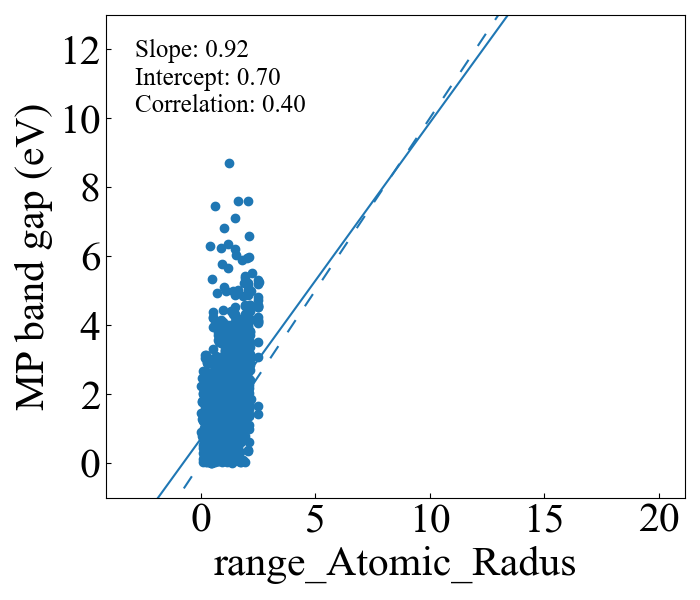 Slope: 0.92
Intercept: 0.70
Correlation: 0.40
12
10
8
6
4
2
0
MP band gap (eV)
0 5 10 15 20
range_Atomic_Radus